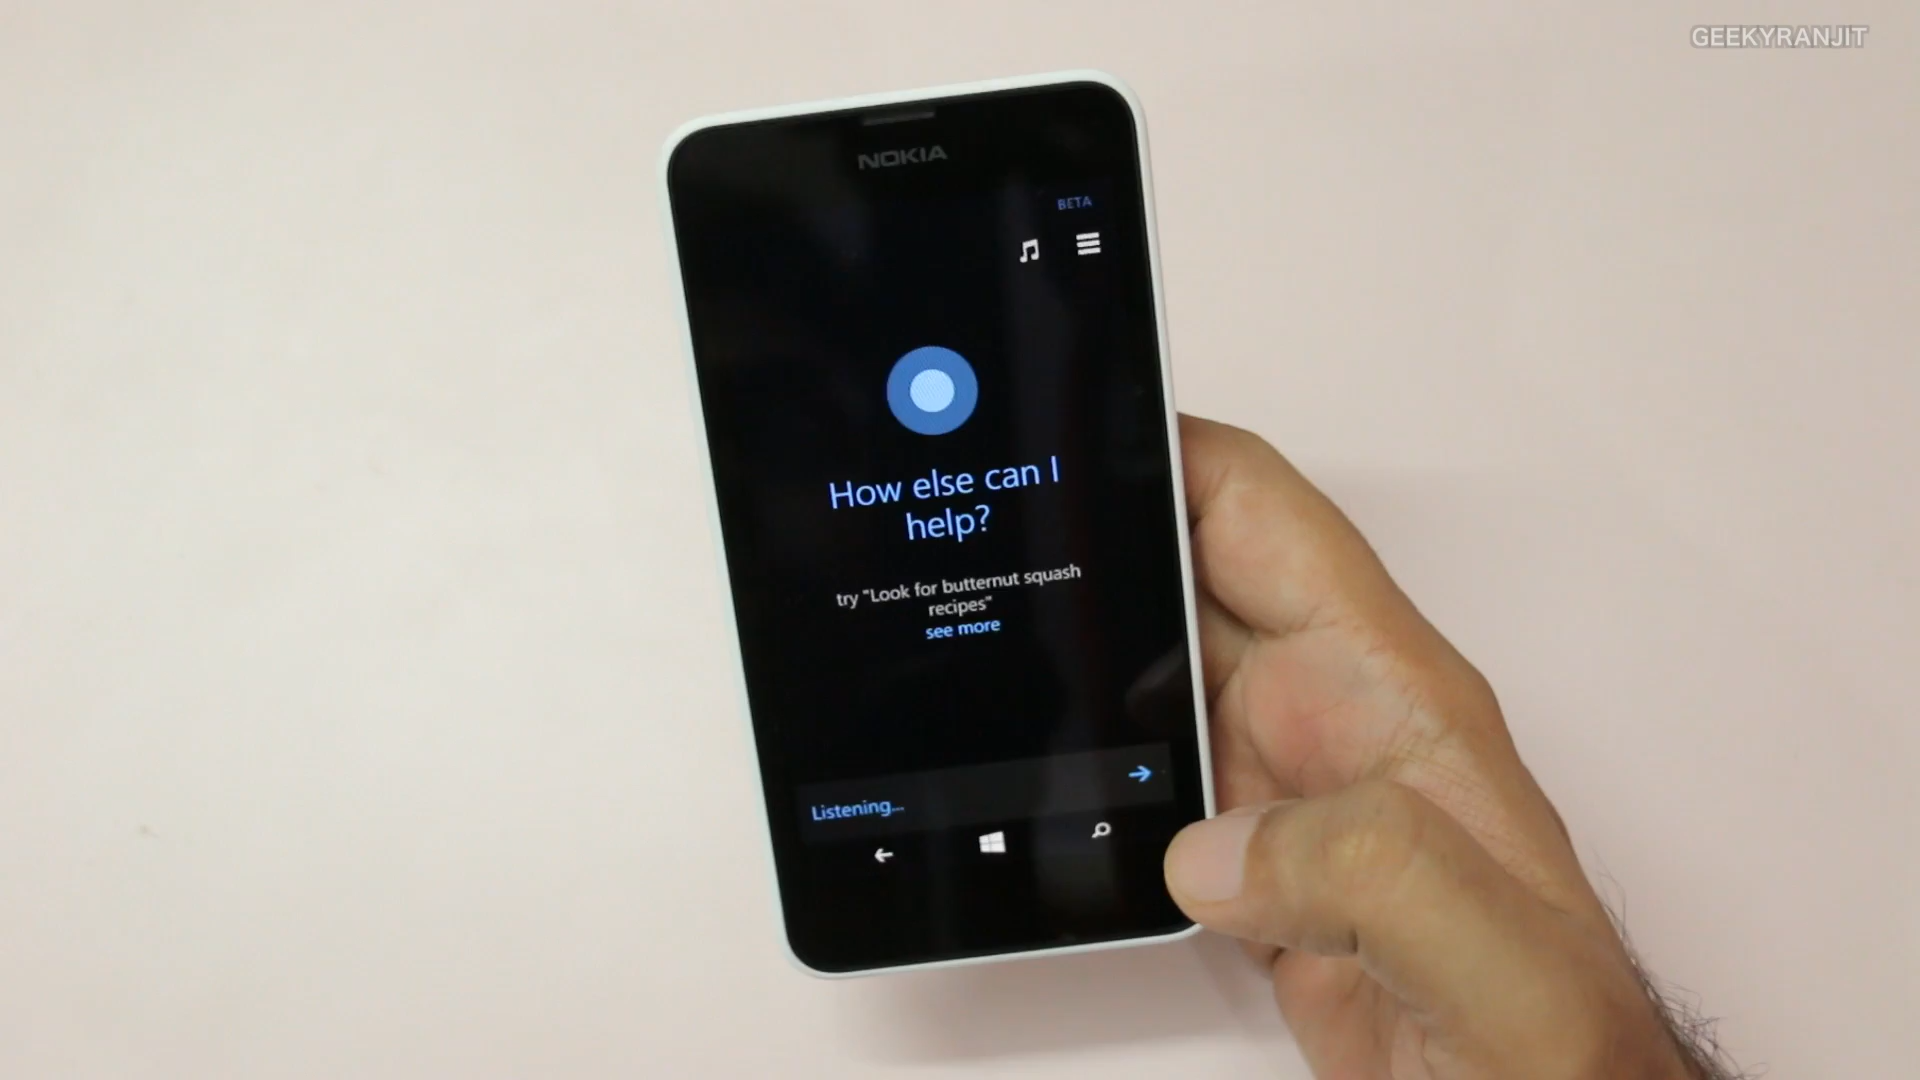 GEEKYRANJIT
NOKIA
BETA
How else can I
help?
try "Look for butternut squash
recipes"
see more
Listening...